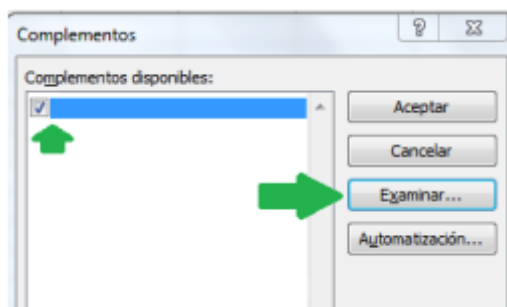 Complementos
Complementos disponibles:
Aceptar
Cancelar
Examinar...
Automatización...